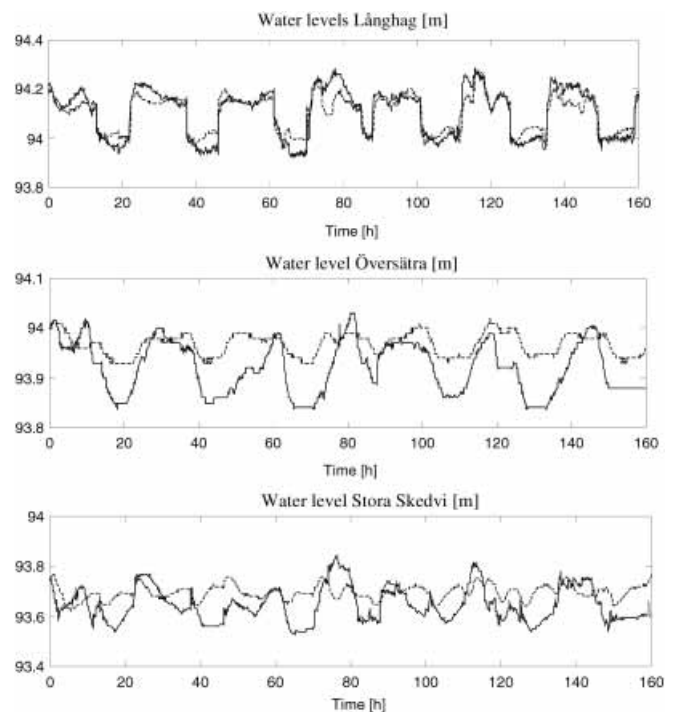 Water levels Långhag [m]
94.4
94.2
94
93.8
0 20 40 60 80 100 120 140 160
Time [h]
Water level Översätra [m]
94.1
94
93.9
93.8
0 20 40 60 80 100 120 140 160
Time [h]
Water level Stora Skedvi [m]
94
93.8
93.6
93.4
0 20 40 60 80 100 120 140 160
Time [h]